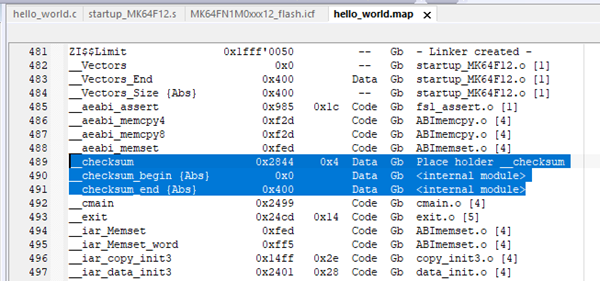 hello_world.c startup_MK64F12.s MK64FN1M0xxx12_flash.icf hello_world.map
481 ZI$$Limit 0x1fff'0050 -- Gb - Linker created -
482 __Vectors 0x0 -- Gb startup_MK64F12.o [1]
483 __Vectors_End 0x400 Data Gb startup_MK64F12.o [1]
484 __Vectors_Size {Abs} 0x400 -- Gb startup_MK64F12.o [1]
485 __aeabi_assert 0x985 0x1c Code Gb fsl_assert.o [1]
486 __aeabi_memcpy4 0xf2d Code Gb ABImemcpy.o [4]
487 __aeabi_memcpy8 0xf2d Code Gb ABImemcpy.o [4]
488 __aeabi_memset 0xfed Code Gb ABImemset.o [4]
489 __checksum 0x2844 0x4 Data Gb Place holder __checksum
490 __checksum_begin {Abs} 0x0 Data Gb <internal module>
491 __checksum_end {Abs} 0x400 Data Gb <internal module>
492 __cmain 0x2499 Code Gb cmain.o [4]
493 __exit 0x24cd 0x14 Code Gb exit.o [5]
494 __iar_Memset 0xfed Code Gb ABImemset.o [4]
495 __iar_Memset_word 0xff5 Code Gb ABImemset.o [4]
496 __iar_copy_init3 0x14ff 0x2e Code Gb copy_init3.o [4]
497 __iar_data_init3 0x2401 0x28 Code Gb data_init.o [4]